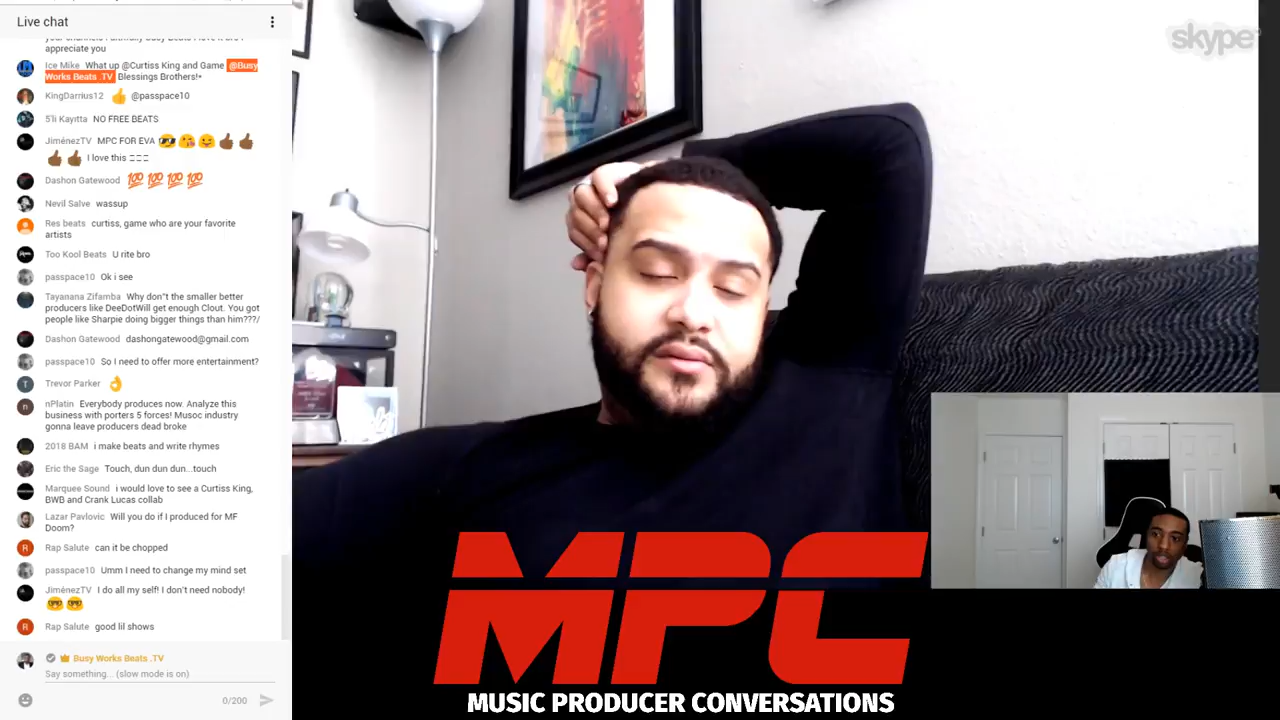 Live chat
appreciate you
Ice Mike What up @Curtiss King and Game @Busy
Works Beats .TV Blessings Brothers!*
KingDarrius12 @passpace10
5'li Kayitta NO FREE BEATS
JiménezTV MPC FOR EVA
I love this
Dashon Gatewood 100 100 100 100
Nevil Salve wassup
Res beats curtiss, game who are your favorite
artists
Too Kool Beats U rite bro
passpace10 Ok i see
Tayanana Zifamba Why don"t the smaller better
producers like DeeDotWill get enough Clout. You got
people like Sharpie doing bigger things than him???/
Dashon Gatewood dashongatewood@gmail.com
passpace10 So I need to offer more entertainment?
Trevor Parker
T
nPlatin Everybody produces now. Analyze this
n
business with porters 5 forces! Musoc industry
gonna leave producers dead broke
2018 BAM i make beats and write rhymes
Eric the Sage Touch, dun dun dun...touch
Marquee Sound i would love to see a Curtiss King,
BWB and Crank Lucas collab
Lazar Pavlovic Will you do if I produced for MF
Doom?
R Rap Salute can it be chopped
passpace10 Umm I need to change my mind set
JiménezTV I do all my self! I don't need nobody!
R Rap Salute good lil shows
Busy Works Beats .TV
Say something... (slow mode is on)
0/200
skype
MPC
MPC
MUSIC PRODUCER CONVERSATIONS